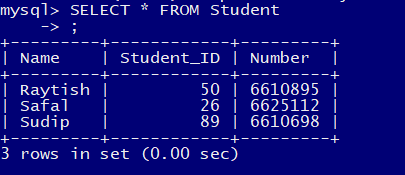 mysql> SELECT * FROM Student
    -> ;
+----------+------------+---------+
| Name     | Student_ID | Number  |
+----------+------------+---------+
| Raytish  |         50 | 6610895 |
| Safal    |         26 | 6625112 |
| Sudip    |         89 | 6610698 |
+----------+------------+---------+
3 rows in set (0.00 sec)